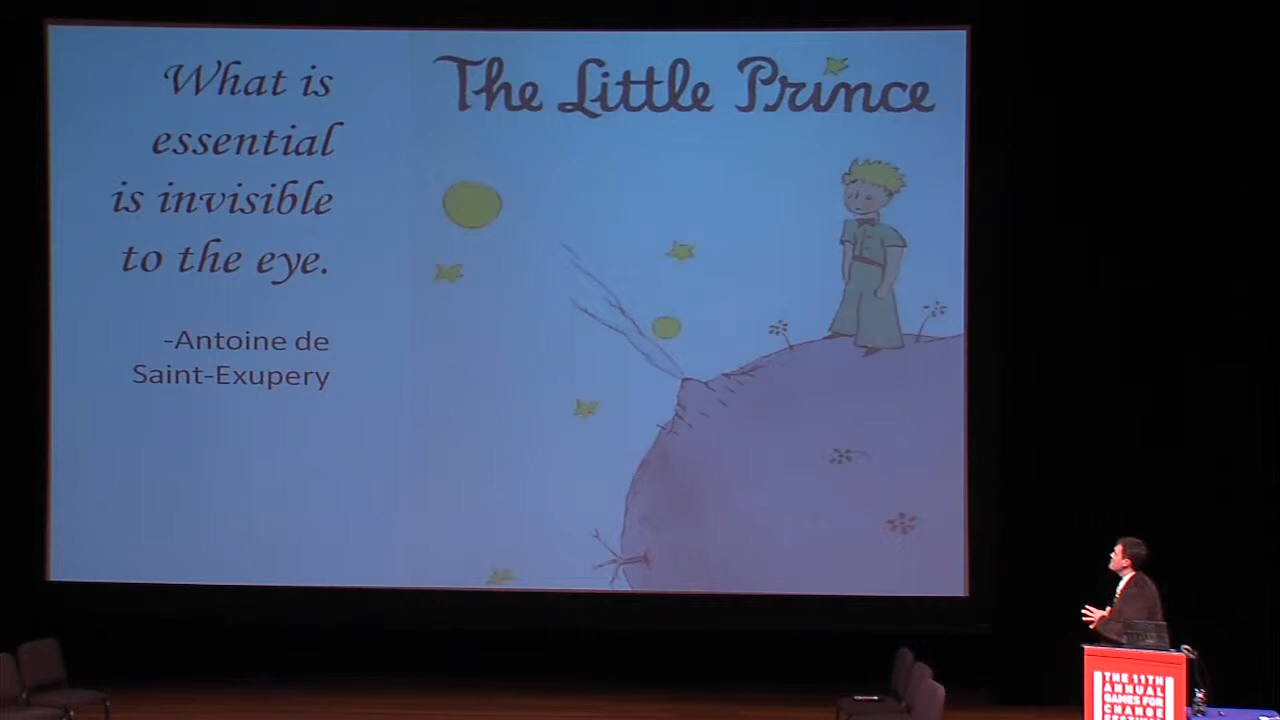 What is
essential
is invisible
to the eye.
-Antoine de
Saint-Exupery
The Little Prince
THE 11TH
ANNUAL
GAMES FOR
CHANGE